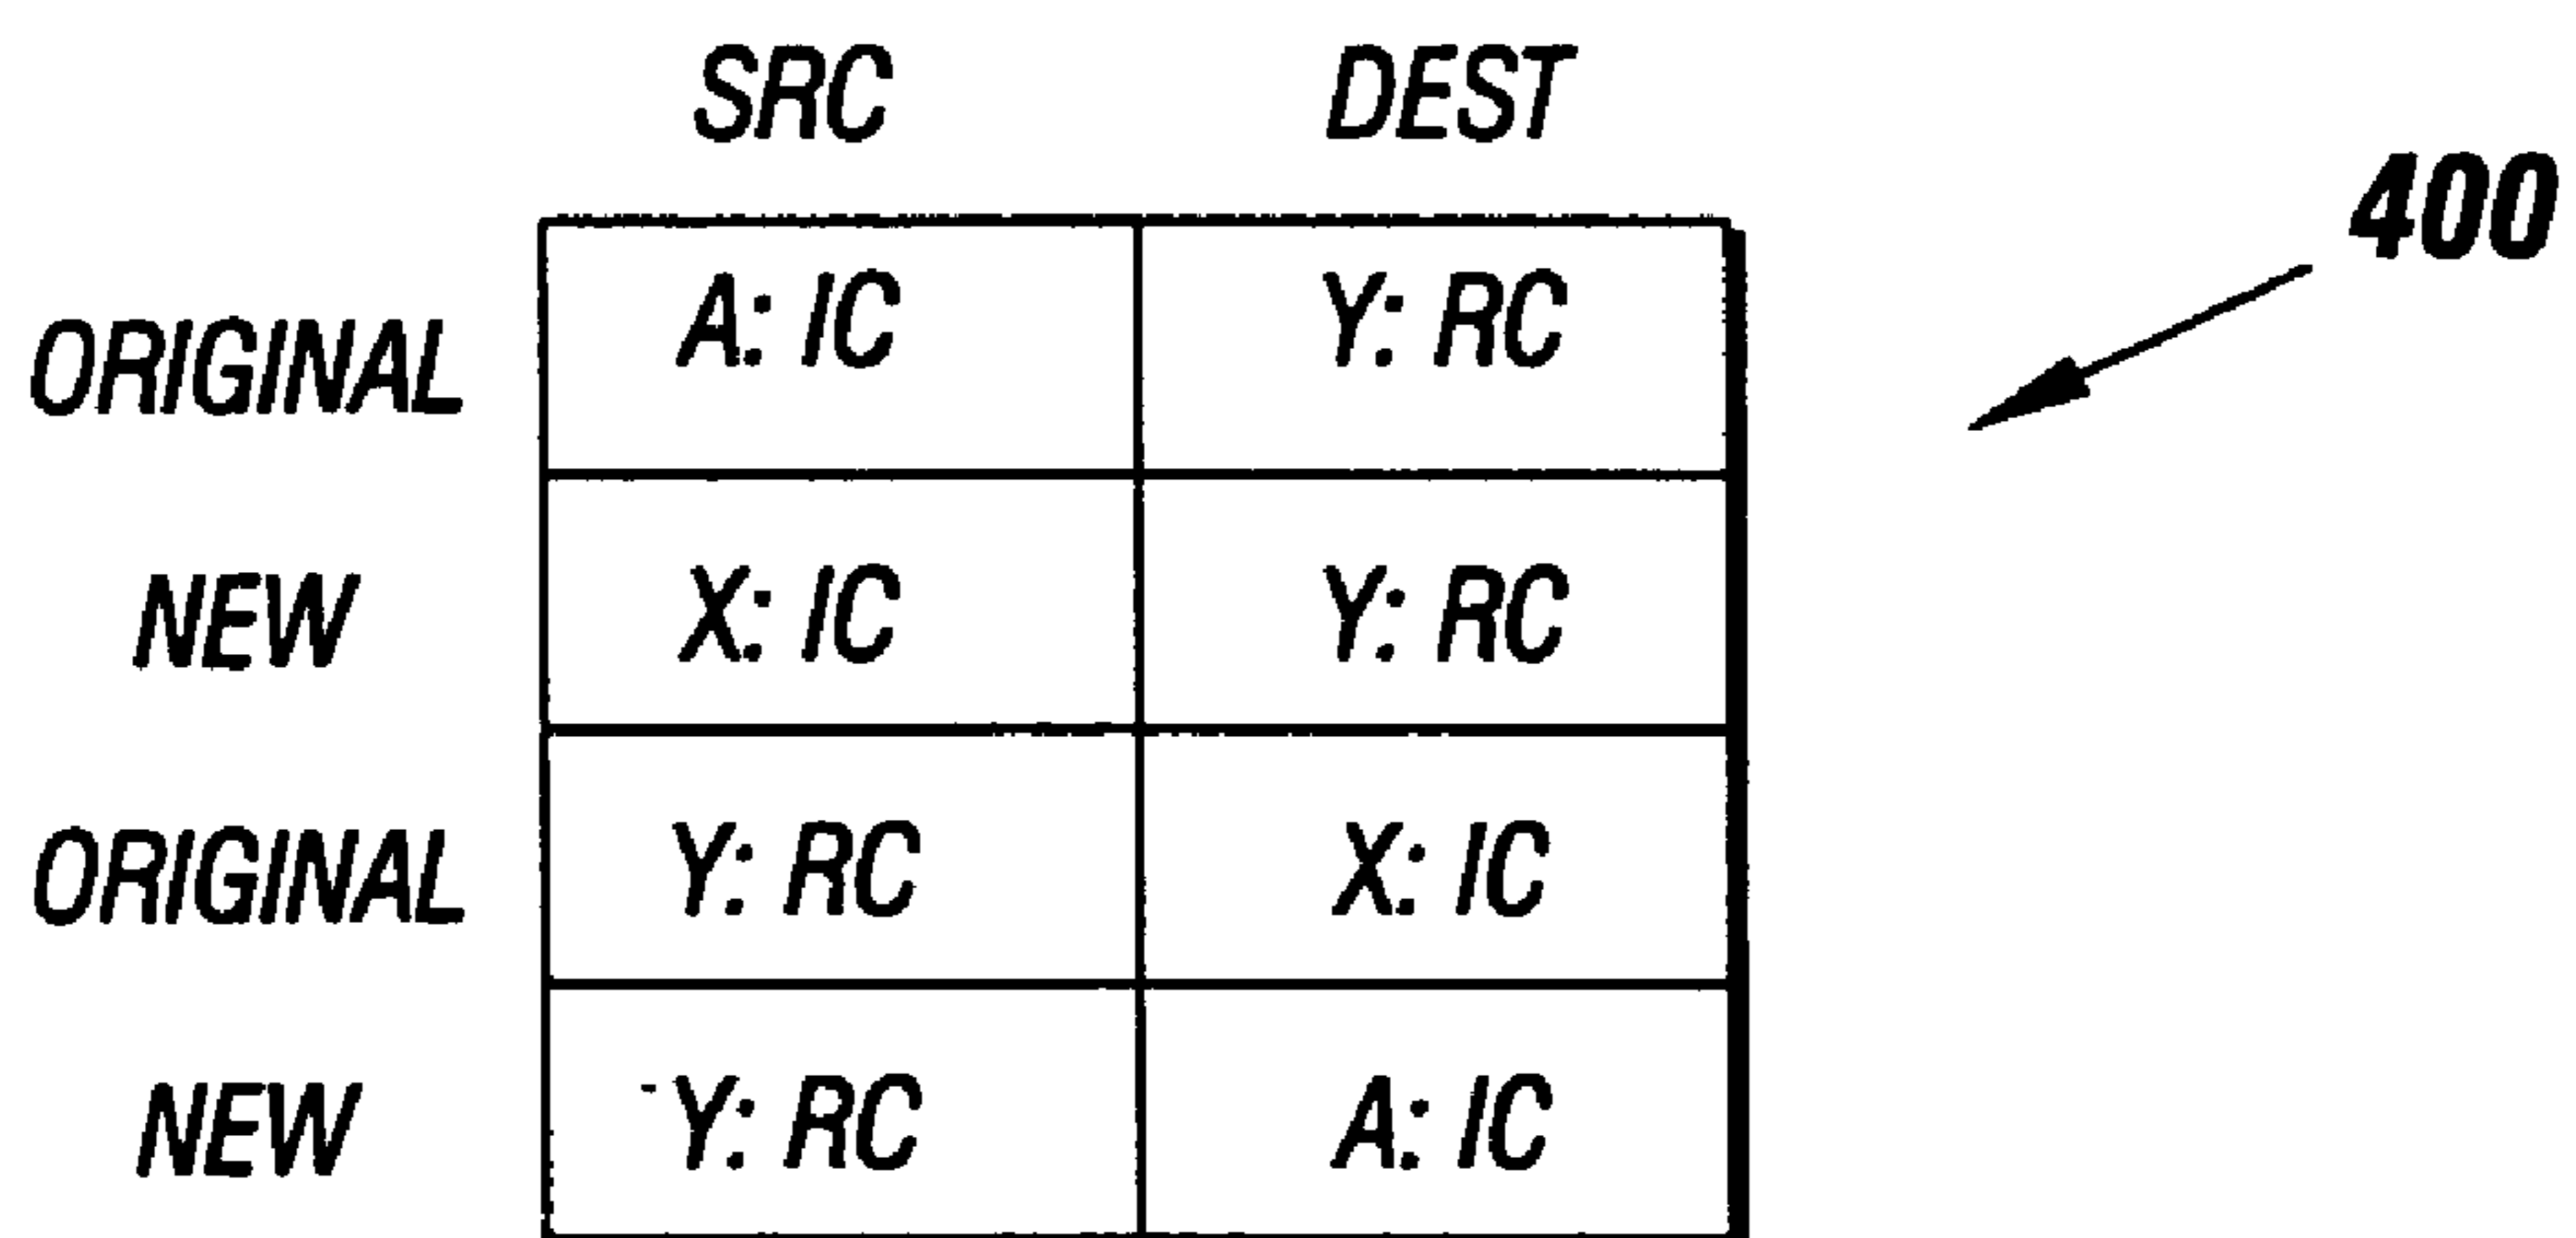 SRC DEST
400
ORIGINAL A: IC Y: RC
NEW X: IC Y: RC
ORIGINAL Y: RC X: IC
NEW Y: RC A: IC